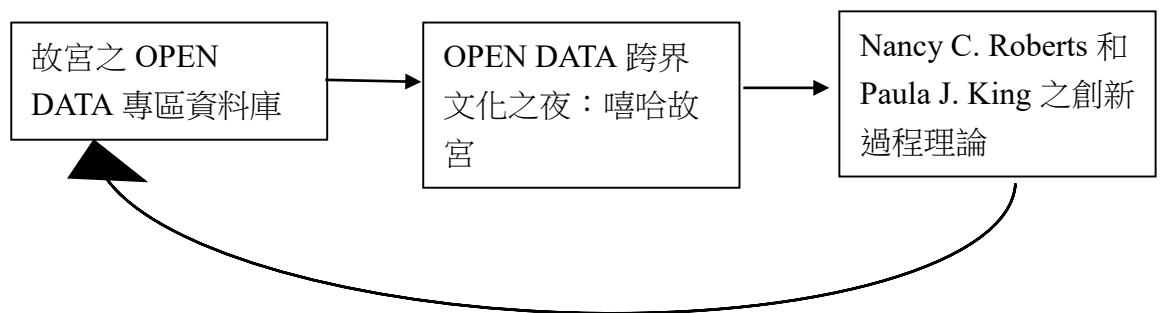 故宮之 OPEN
DATA 專區資料庫
OPEN DATA 跨界
文化之夜：嘻哈故
宮
Nancy C. Roberts 和
Paula J. King 之創新
過程理論